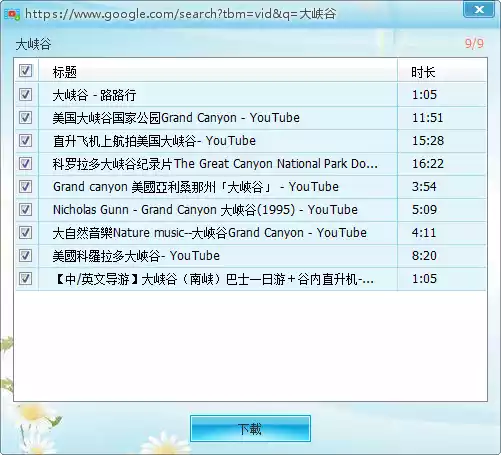 https://www.google.com/search?tbm=vid&q=大峡谷
大峡谷 9/9
标题 时长
大峡谷 - 路路行 1:05
美国大峡谷国家公园Grand Canyon - YouTube 11:51
直升飞机上航拍美国大峡谷- YouTube 15:28
科罗拉多大峡谷纪录片The Great Canyon National Park Do... 16:22
Grand canyon 美國亞利桑那州「大峽谷」 - YouTube 3:54
Nicholas Gunn - Grand Canyon 大峡谷(1995) - YouTube 5:09
大自然音樂Nature music--大峽谷Grand Canyon - YouTube 4:11
美國科羅拉多大峽谷- YouTube 8:20
【中/英文导游】大峡谷（南峡）巴士一日游＋谷内直升机-... 1:05
下載